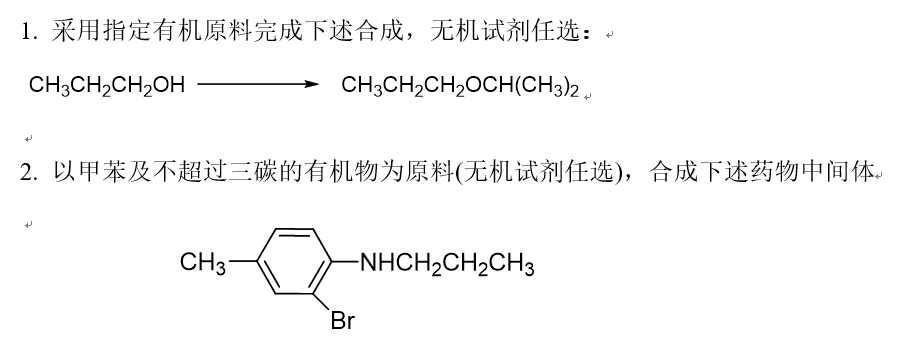 1. 采用指定有机原料完成下述合成，无机试剂任选：
CH₃CH₂CH₂OH CH₃CH₂CH₂OCH(CH₃)₂
2. 以甲苯及不超过三碳的有机物为原料(无机试剂任选)，合成下述药物中间体
CH₃ NHCH₂CH₂CH₃
Br